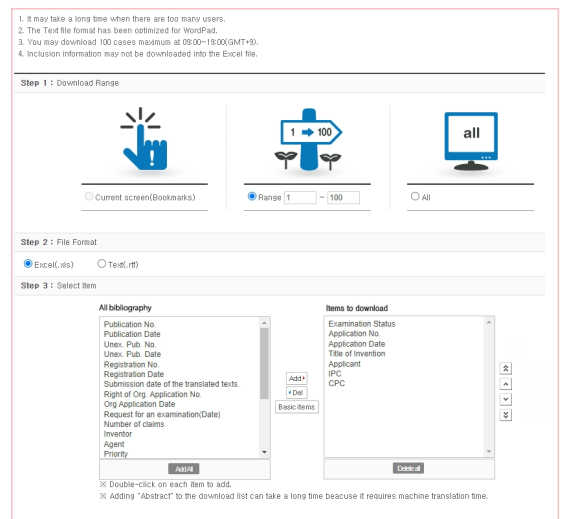 1. It may take a long time when there are too many users.
2. The Text file format has been optimized for WordPad.
3. You may download 100 cases maximum at 09:00~19:00(GMT+9).
4. Inclusion information may not be downloaded into the Excel file.
Step 1 : Download Range
1 100
all
Current screen(Bookmarks)
Range 1 ~ 100
All
Step 2 : File Format
Excel(.xls) Text(.rtf)
Step 3 : Select Item
All bibliography
Publication No.
Publication Date
Unex. Pub. No.
Unex. Pub. Date
Registration No.
Registration Date
Submission date of the translated texts.
Right of Org. Application No.
Org Application Date
Request for an examination(Date)
Number of claims
Inventor
Agent
Priority
Add All
Add
Del
Basic items
Items to download
Examination Status
Application No.
Application Date
Title of Invention
Applicant
IPC
CPC
Delete all
※ Double-click on each item to add.
※ Adding "Abstract" to the download list can take a long time beacuse it requires machine translation time.